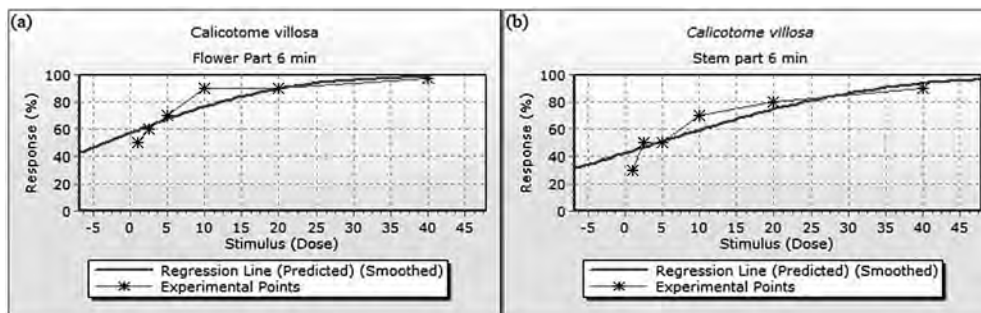 (a)
Calicotome villosa
Flower Part 6 min
Response (%)
100
80
60
40
20
0
-5 0 5 10 15 20 25 30 35 40 45
Stimulus (Dose)
Regression Line (Predicted) (Smoothed)
Experimental Points
(b)
Calicotome villosa
Stem part 6 min
Response (%)
100
80
60
40
20
0
-5 0 5 10 15 20 25 30 35 40 45
Stimulus (Dose)
Regression Line (Predicted) (Smoothed)
Experimental Points